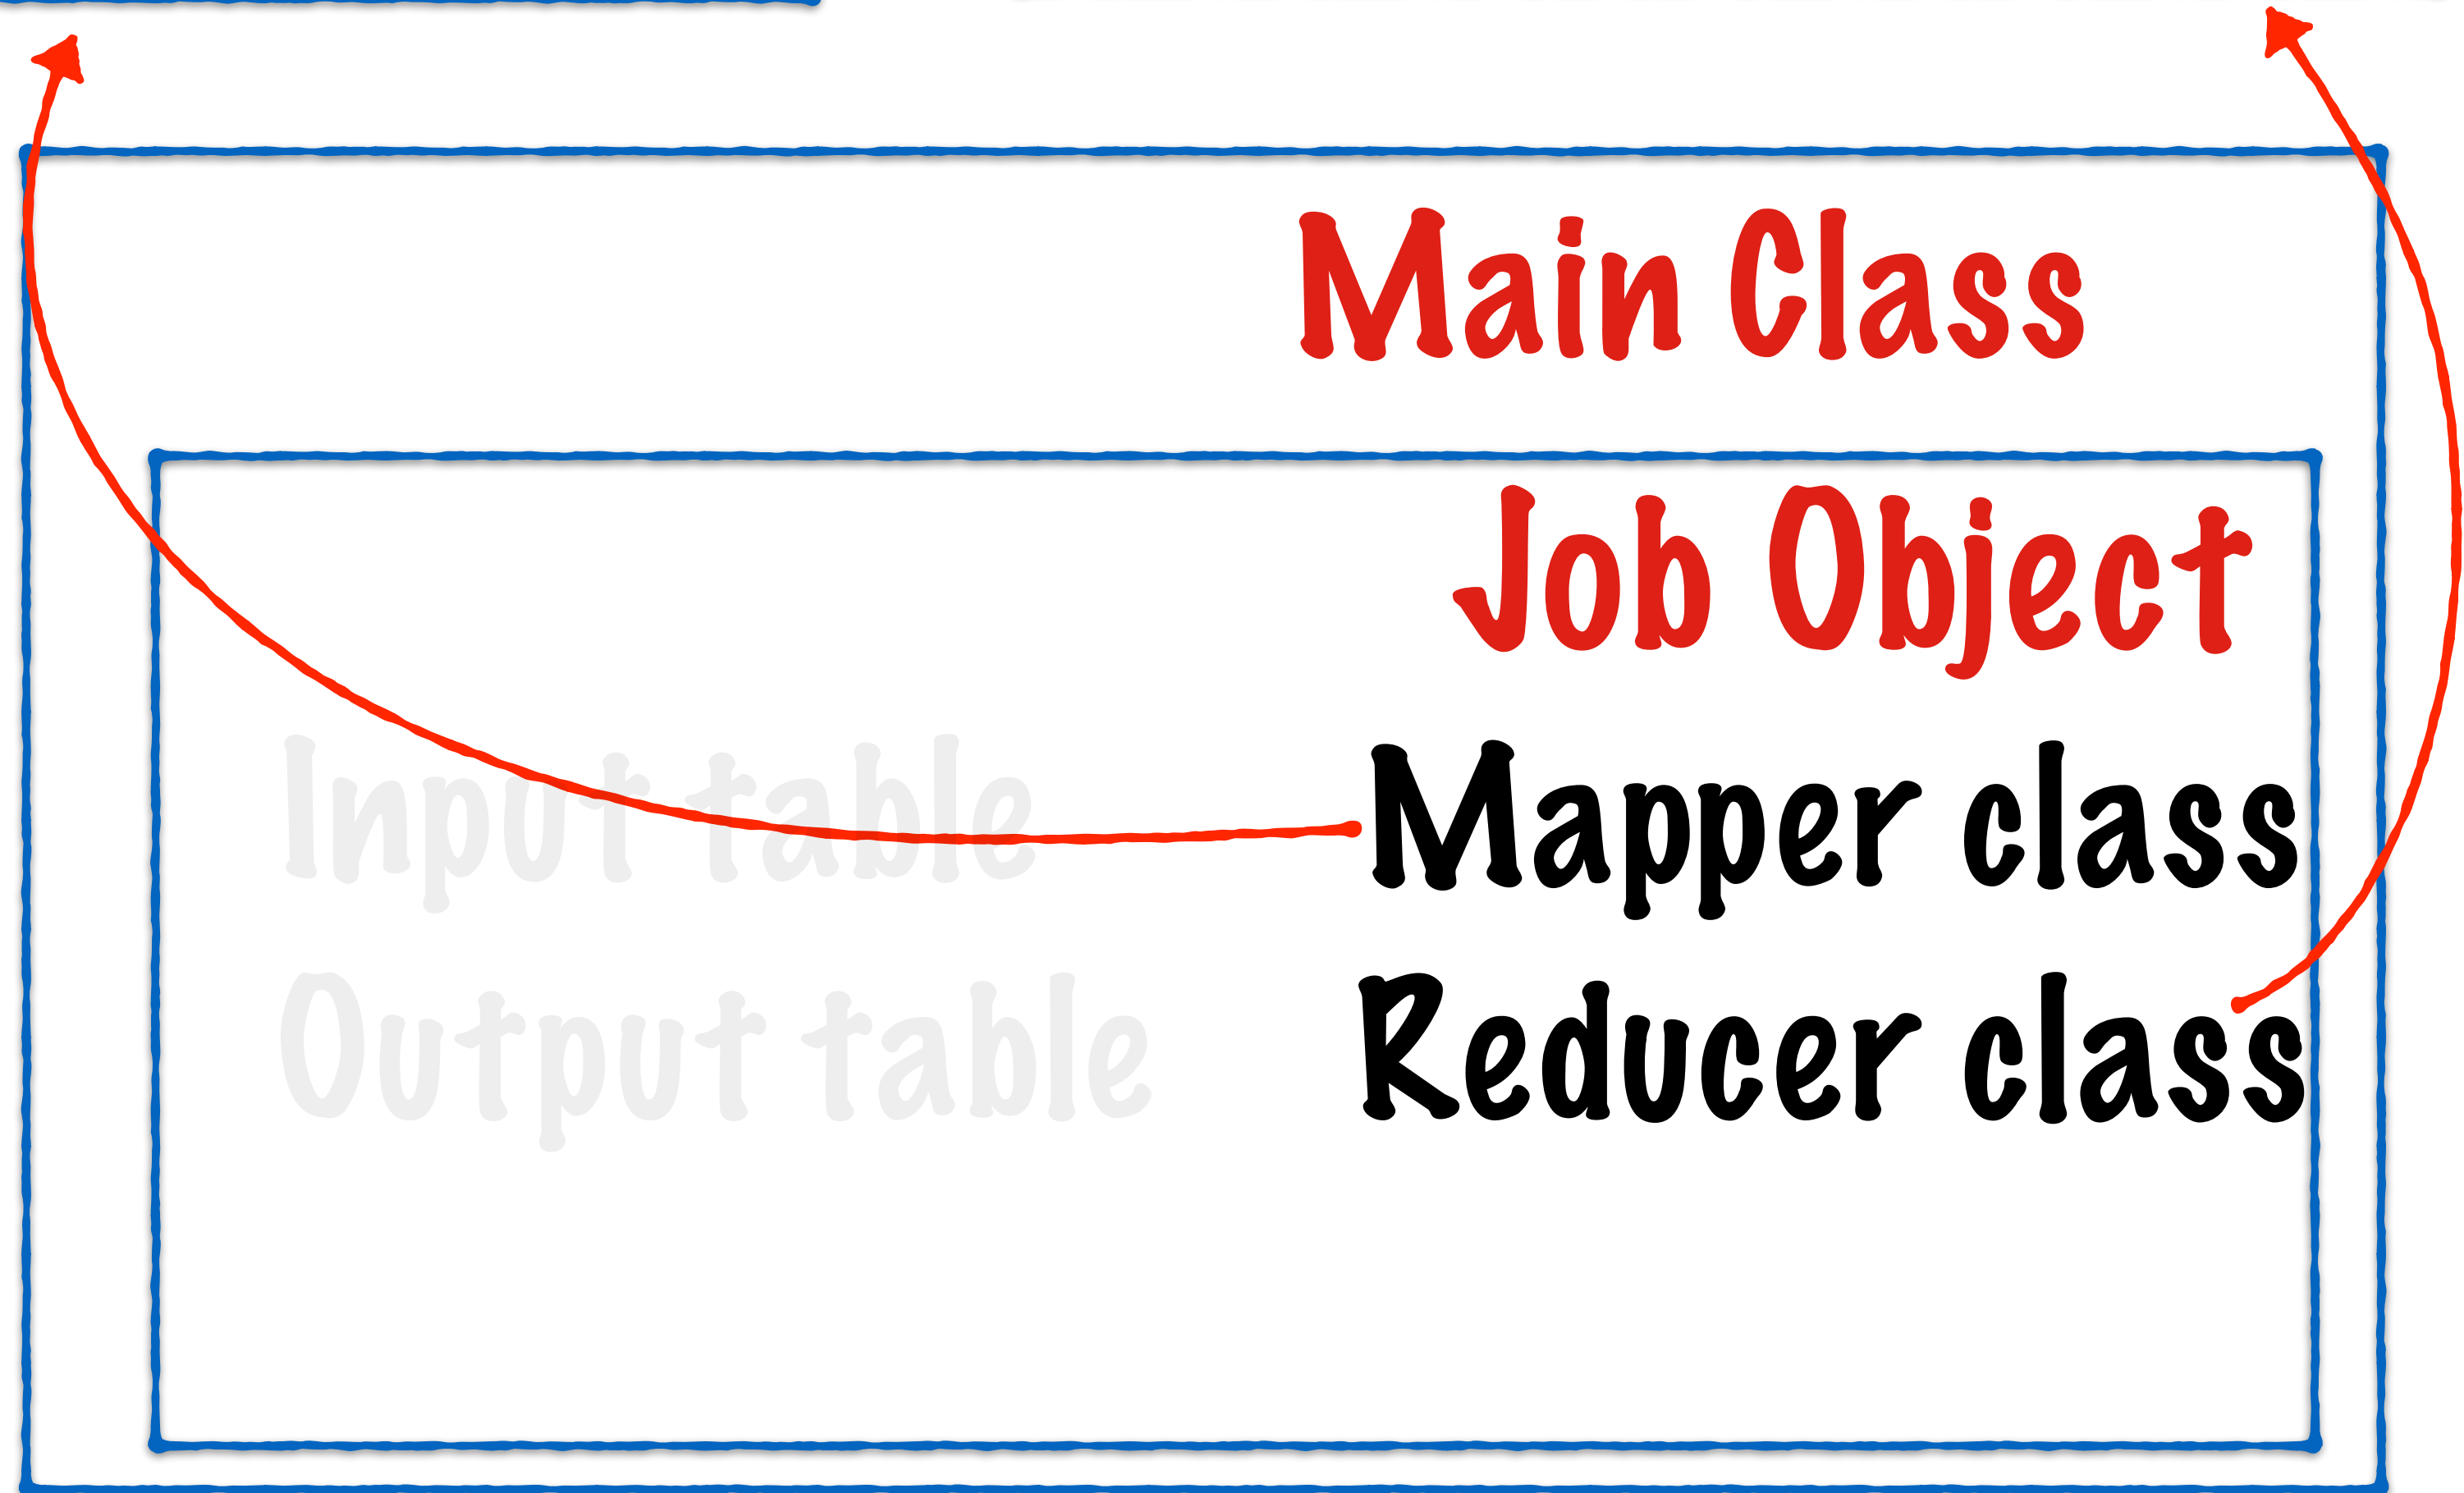 Main Class
Job Object
Input table Mapper class
Output table Reducer class